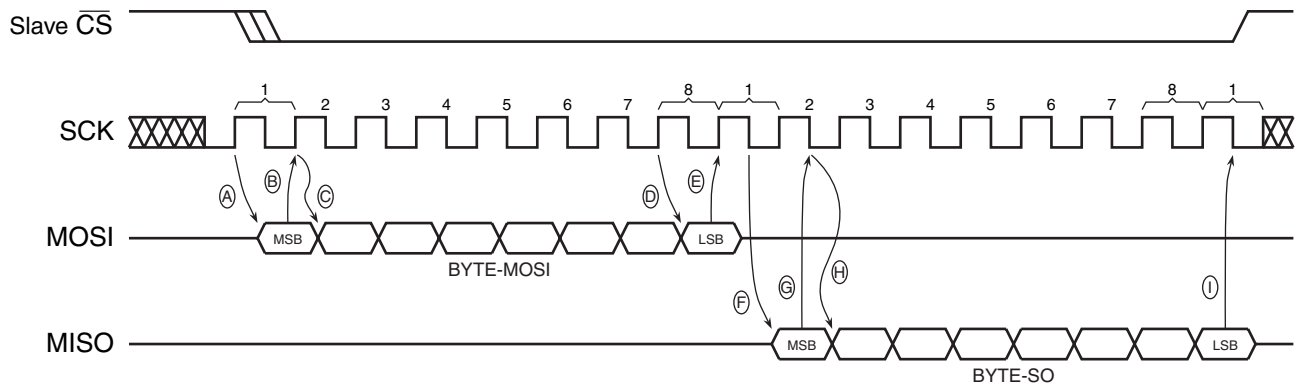 Slave C̅S̅
1 2 3 4 5 6 7 8 1 2 3 4 5 6 7 8 1
SCK
A B C D E
MOSI MSB LSB
BYTE-MOSI
F G H I
MISO MSB LSB
BYTE-SO